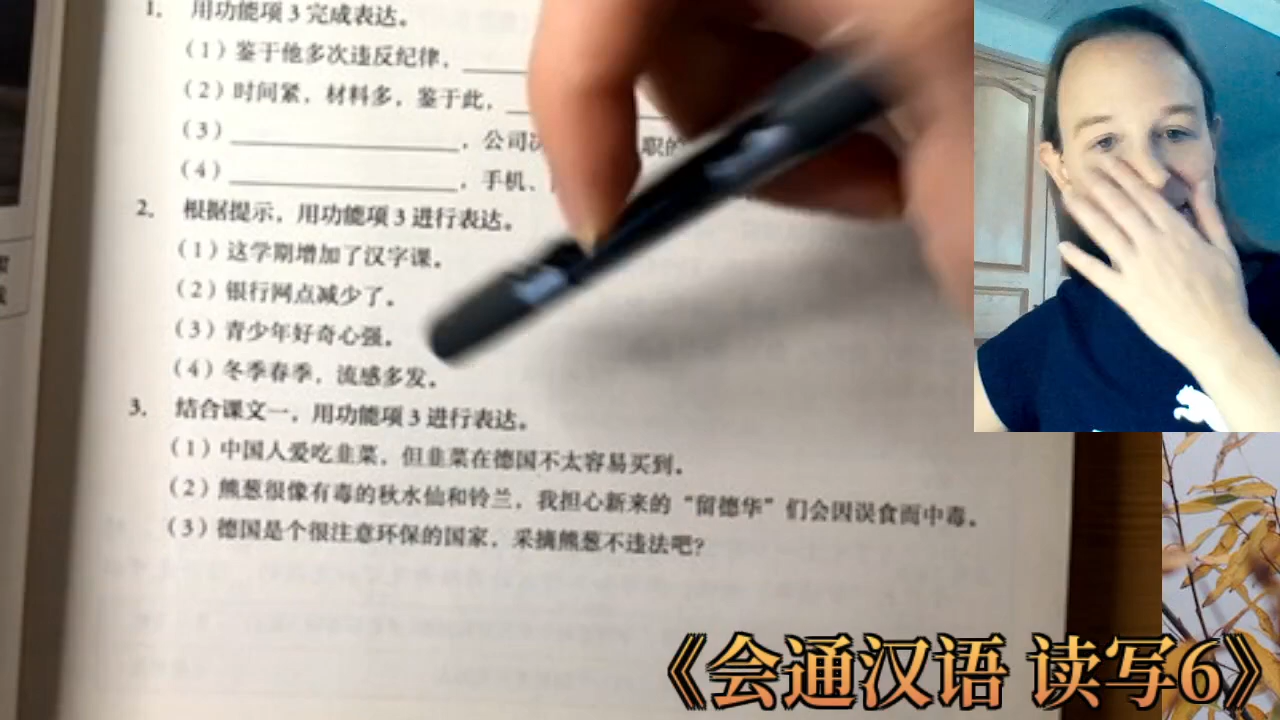 1. 用功能项3完成表达。
(1)鉴于他多次违反纪律，
(2)时间紧，材料多，鉴于此，
(3)，公司 职的
(4)，手机、
2. 根据提示，用功能项3进行表达。
(1)这学期增加了汉字课。
(2)银行网点减少了。
(3)青少年好奇心强。
(4)冬季春季，流感多发。
3. 结合课文一，用功能项3进行表达。
(1)中国人爱吃韭菜，但韭菜在德国不太容易买到。
(2)熊葱很像有毒的秋水仙和铃兰，我担心新来的“留德华”们会因误食而中毒。
(3)德国是个很注意环保的国家，采摘熊葱不违法吧？
《会通汉语 读写6》